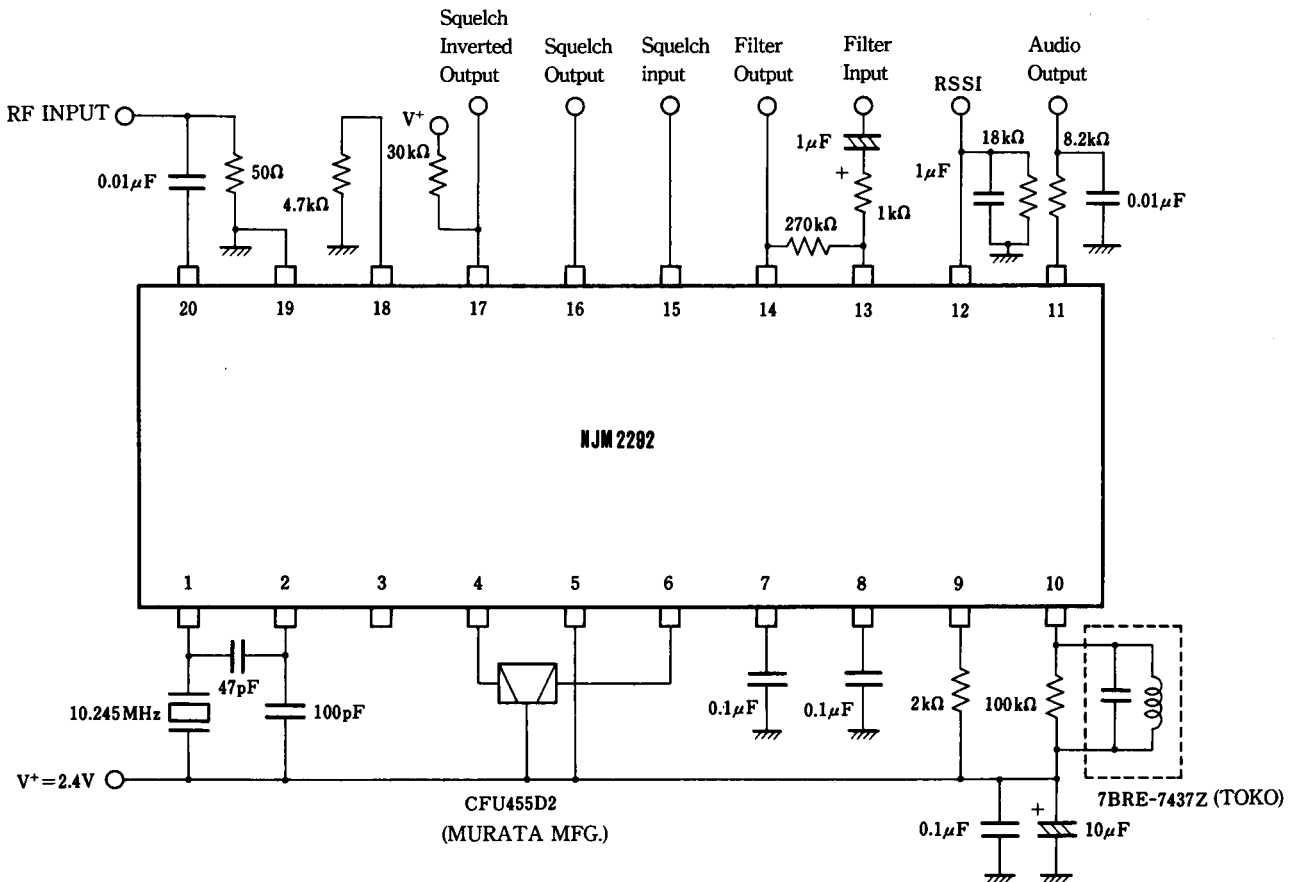 Squelch
Inverted
Output
Squelch
Output
Squelch
input
Filter
Output
Filter
Input
Audio
Output
RSSI
RF INPUT
V+
30kΩ
1μF
+
18kΩ
8.2kΩ
0.01μF
50Ω
4.7kΩ
1kΩ
1μF
0.01μF
270kΩ
20 19 18 17 16 15 14 13 12 11
NJM2292
1 2 3 4 5 6 7 8 9 10
47pF
10.245MHz
100pF
0.1μF
0.1μF
2kΩ
100kΩ
V+=2.4V
CFU455D2
(MURATA MFG.)
7BRE-7437Z (TOKO)
0.1μF
+
10μF